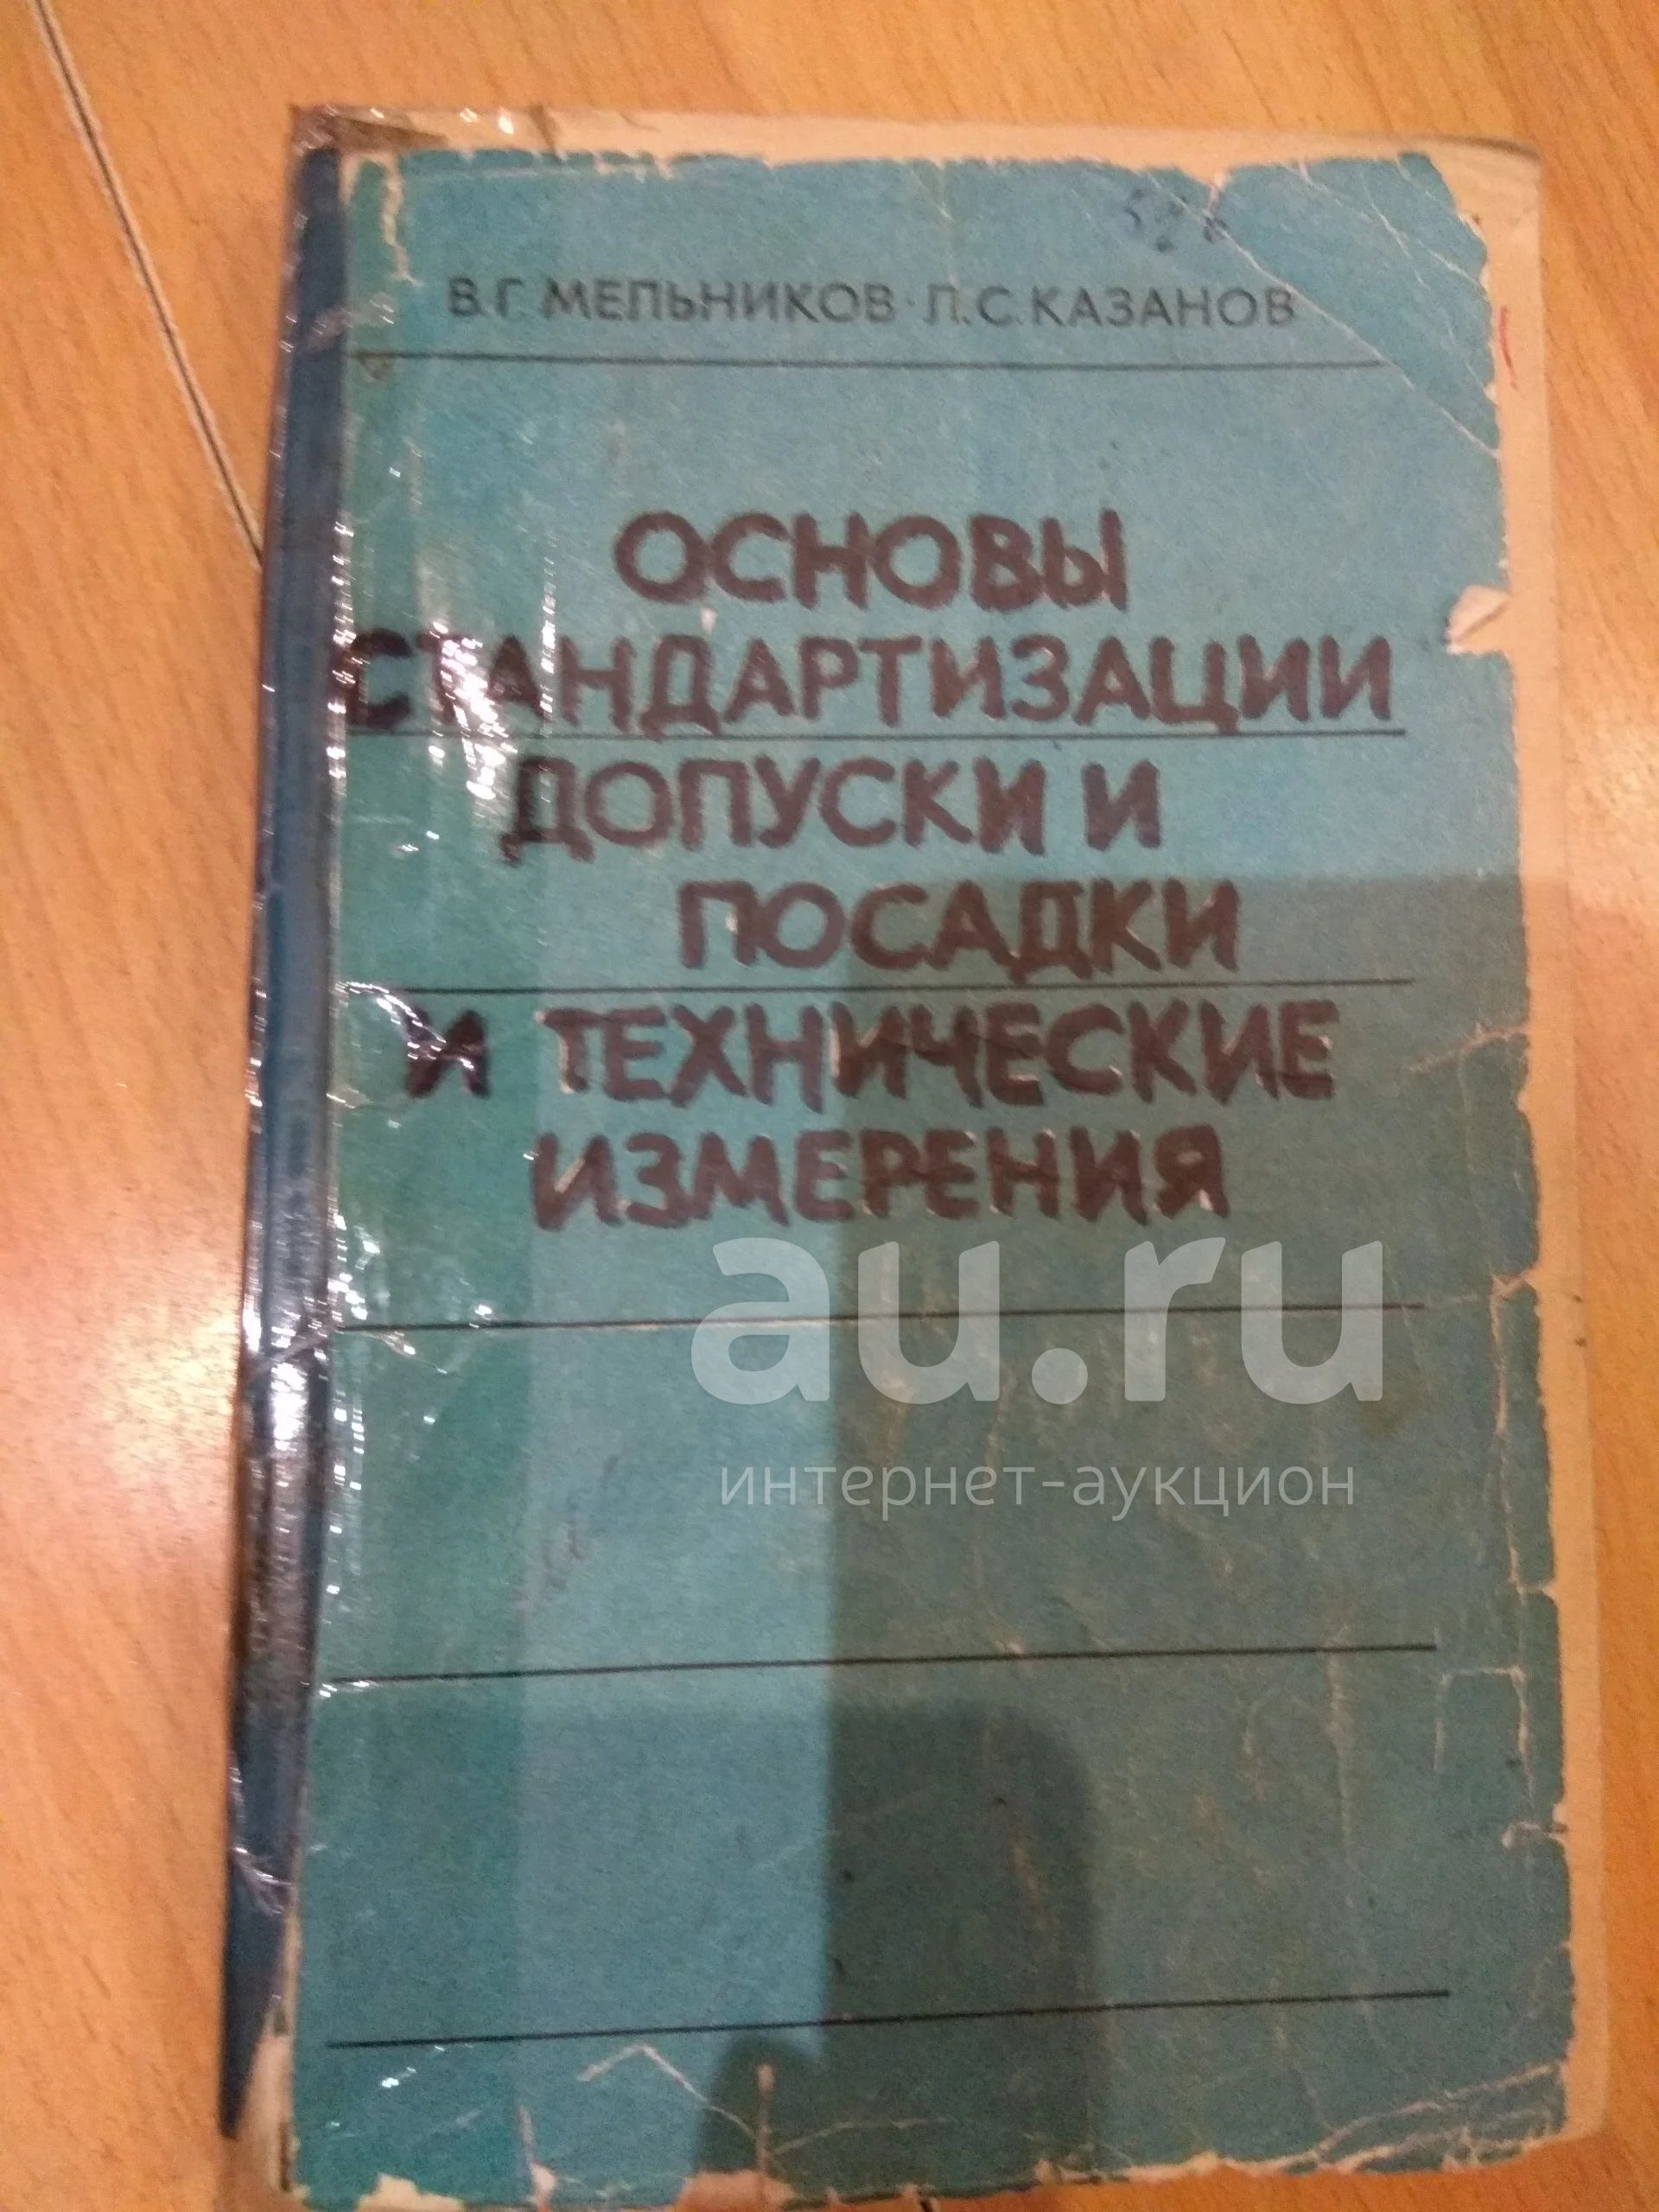 В.Г. МЕЛЬНИКОВ · Л.С. КАЗАНОВ
ОСНОВЫ
СТАНДАРТИЗАЦИИ
ДОПУСКИ И
ПОСАДКИ
И ТЕХНИЧЕСКИЕ
ИЗМЕРЕНИЯ
au.ru
интернет-аукцион